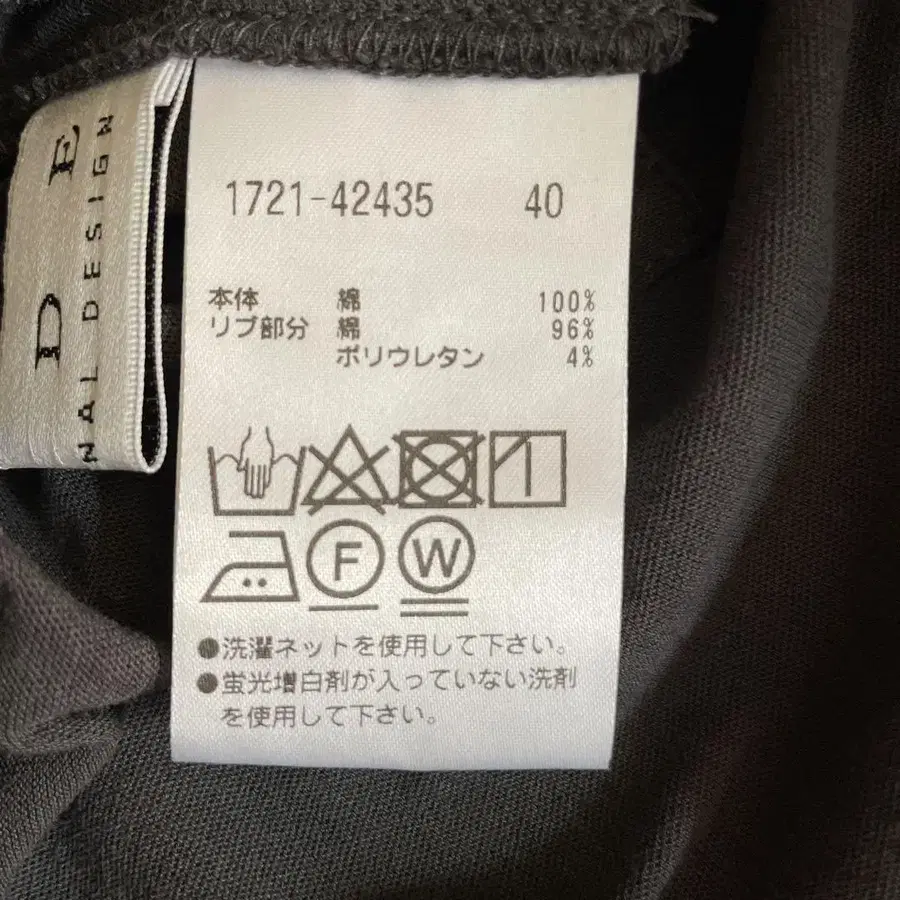 D E
NAL DESIGN
1721-42435 40
本体 綿 100%
リブ部分 綿 96%
ポリウレタン 4%
F W
●洗濯ネットを使用して下さい。
●蛍光増白剤が入っていない洗剤
を使用して下さい。